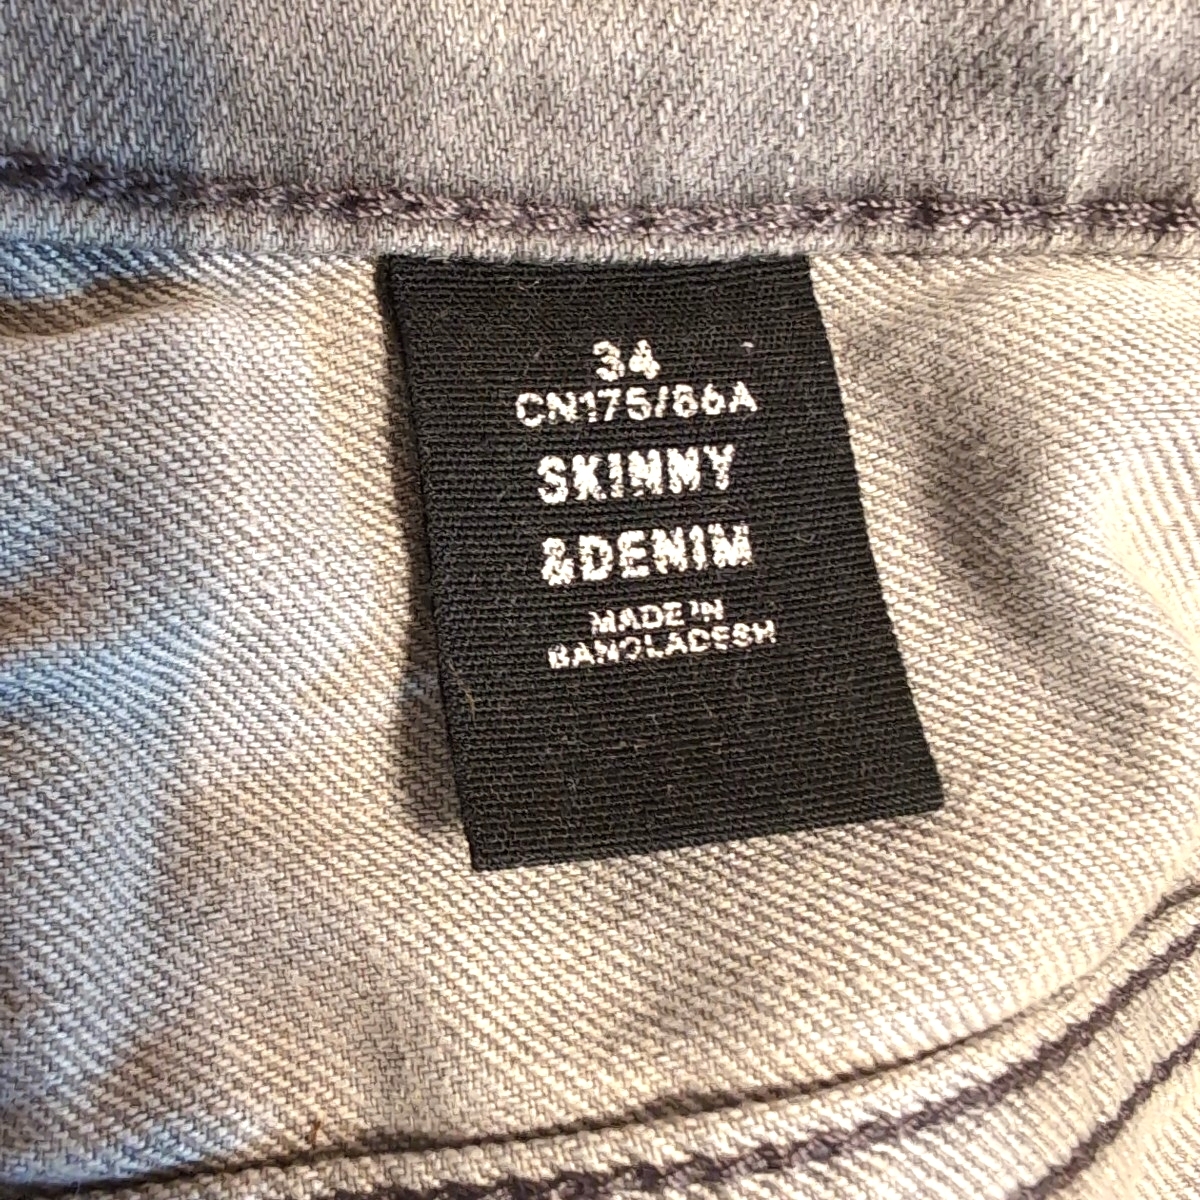 34
CN175/86A
SKINNY
&DENIM
MADE IN
BANGLADESH